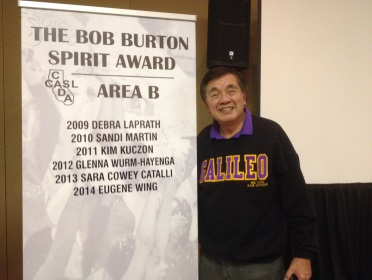 THE BOB BURTON
SPIRIT AWARD
C
CASL
D
A
AREA B
2009 DEBRA LAPRATH
2010 SANDI MARTIN
2011 KIM KUCZON
2012 GLENNA WURM-HAYENGA
2013 SARA COWEY CATALLI
2014 EUGENE WING
GALILEO